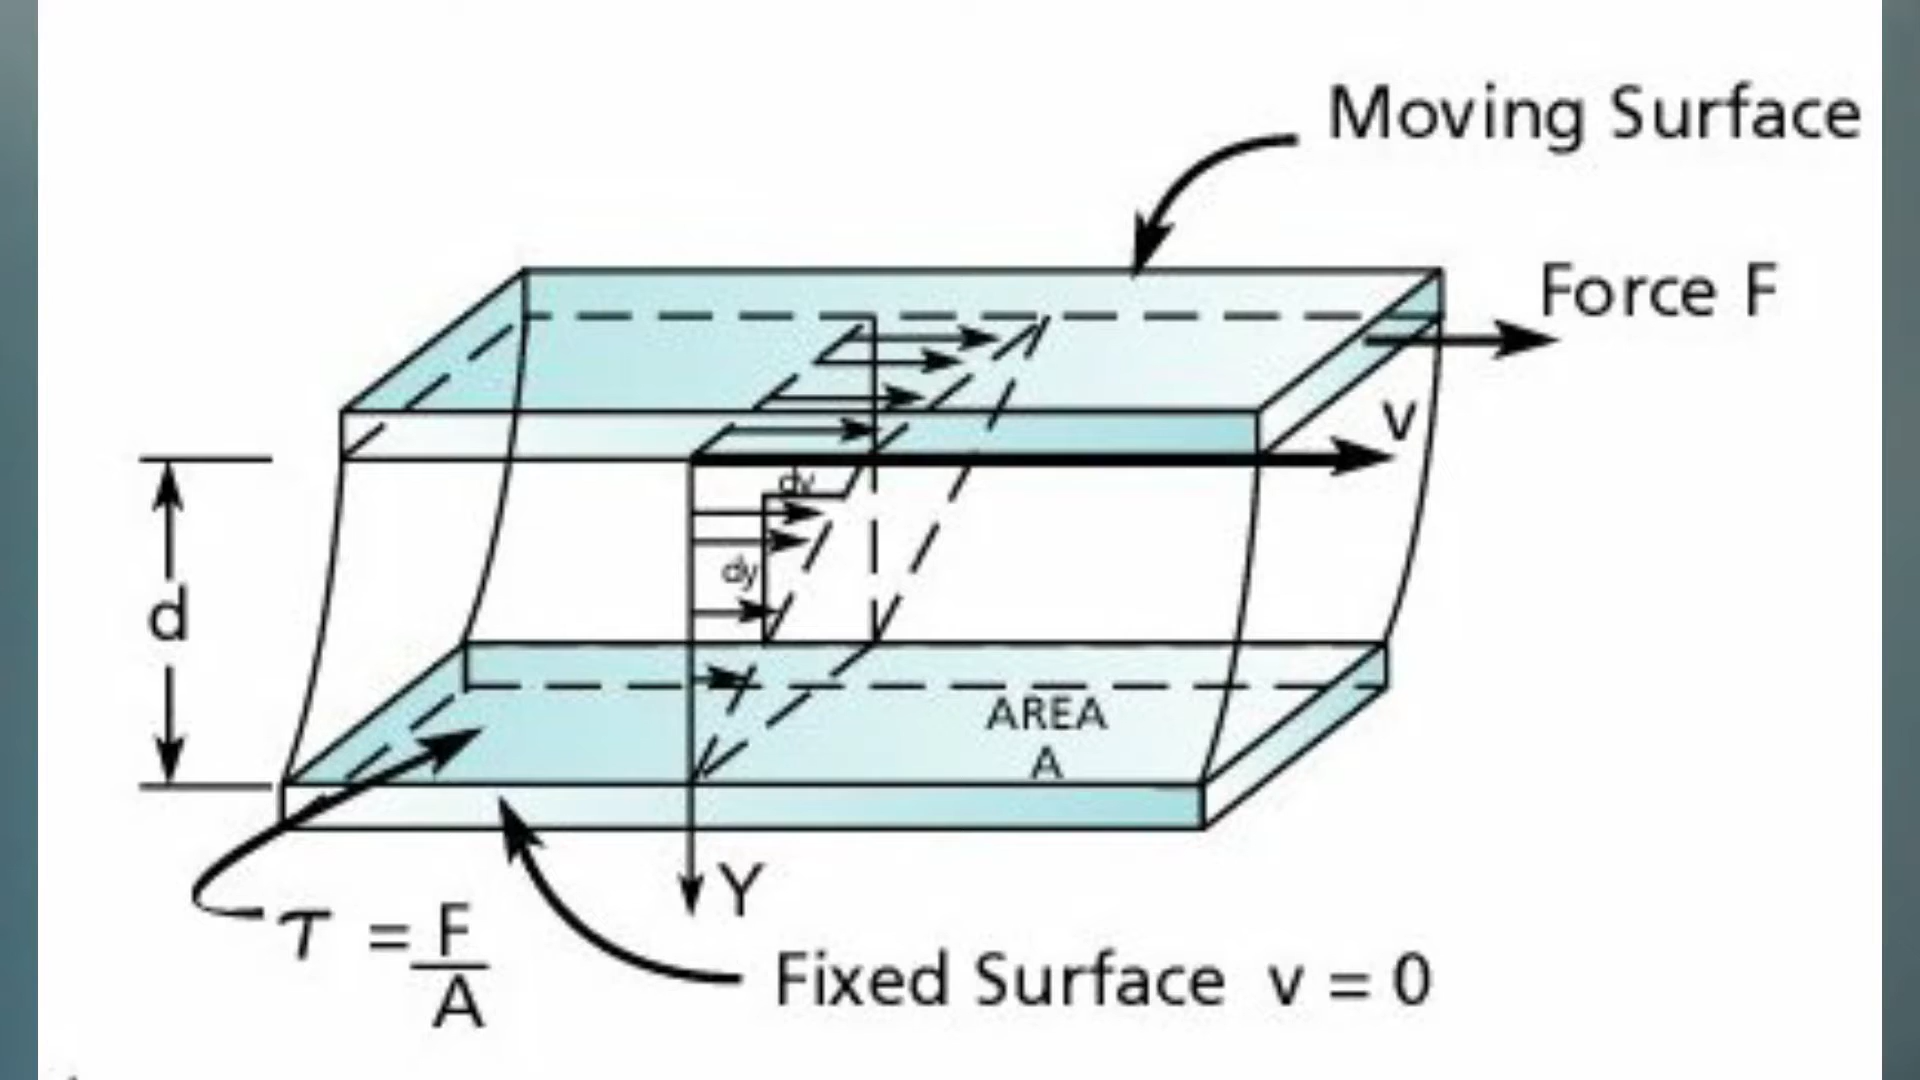 Moving Surface
Force F
v
dv
dy
d
AREA
A
Y
τ = F
A
Fixed Surface v = 0